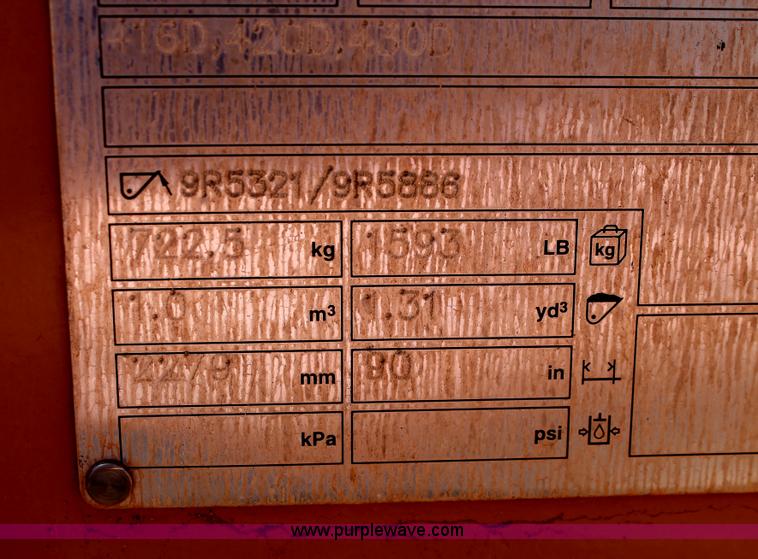 416D,420D,430D
9R5321/9R5886
722.5 kg 1593 LB kg
1.0 m³ 1.31 yd³
2279 mm 90 in
kPa psi
www.purplewave.com